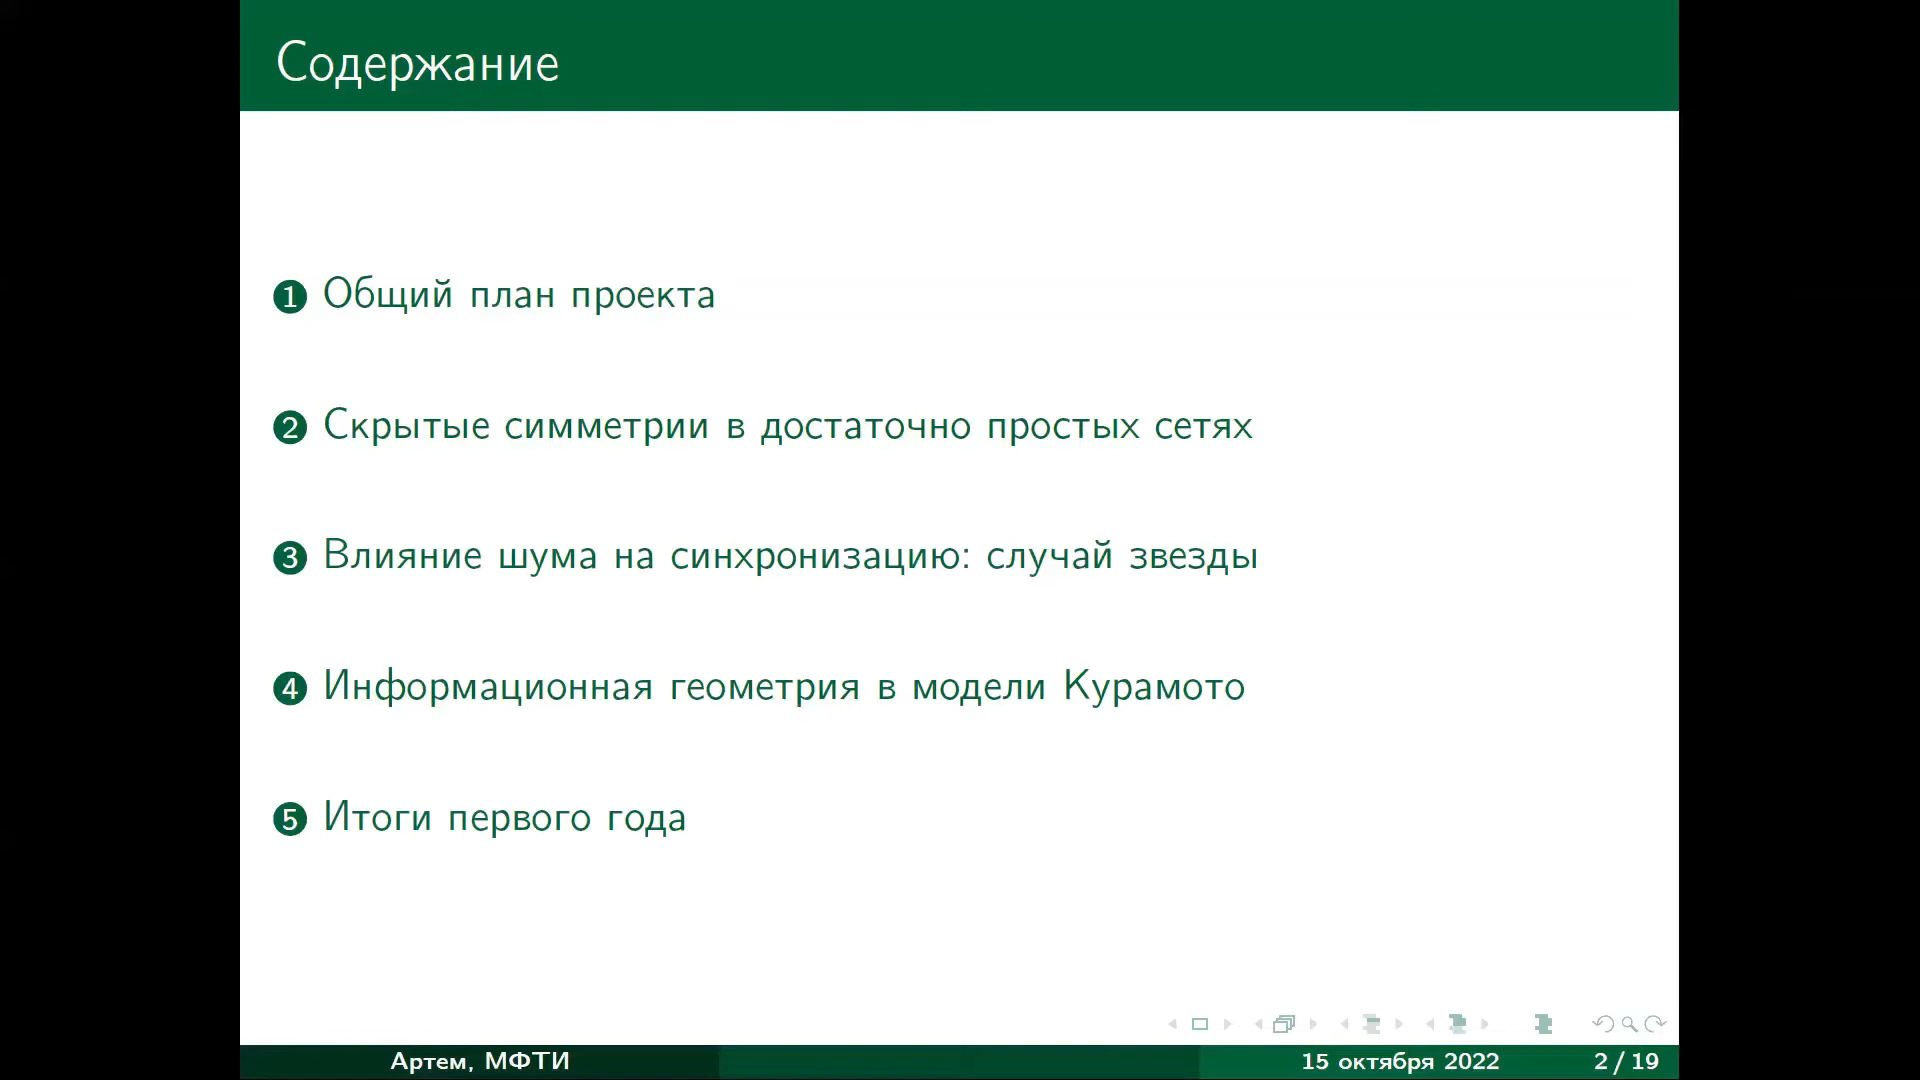 Содержание
1 Общий план проекта
2 Скрытые симметрии в достаточно простых сетях
3 Влияние шума на синхронизацию: случай звезды
4 Информационная геометрия в модели Курамото
5 Итоги первого года
Артем, МФТИ 15 октября 2022 2 / 19